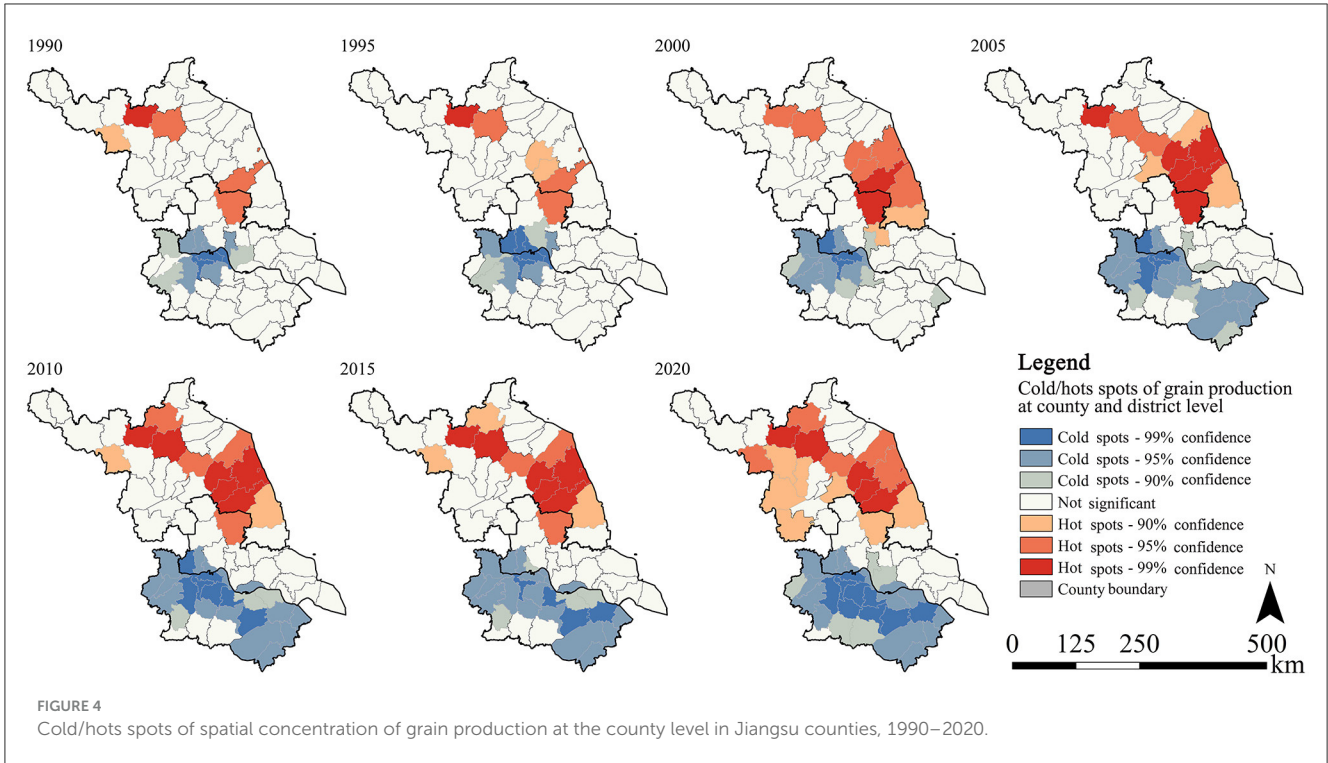 1990
1995
2000
2005
2010
2015
2020
Legend
Cold/hots spots of grain production
at county and district level
Cold spots - 99% confidence
Cold spots - 95% confidence
Cold spots - 90% confidence
Not significant
Hot spots - 90% confidence
Hot spots - 95% confidence
Hot spots - 99% confidence
County boundary
N
0 125 250 500
km
FIGURE 4
Cold/hots spots of spatial concentration of grain production at the county level in Jiangsu counties, 1990–2020.